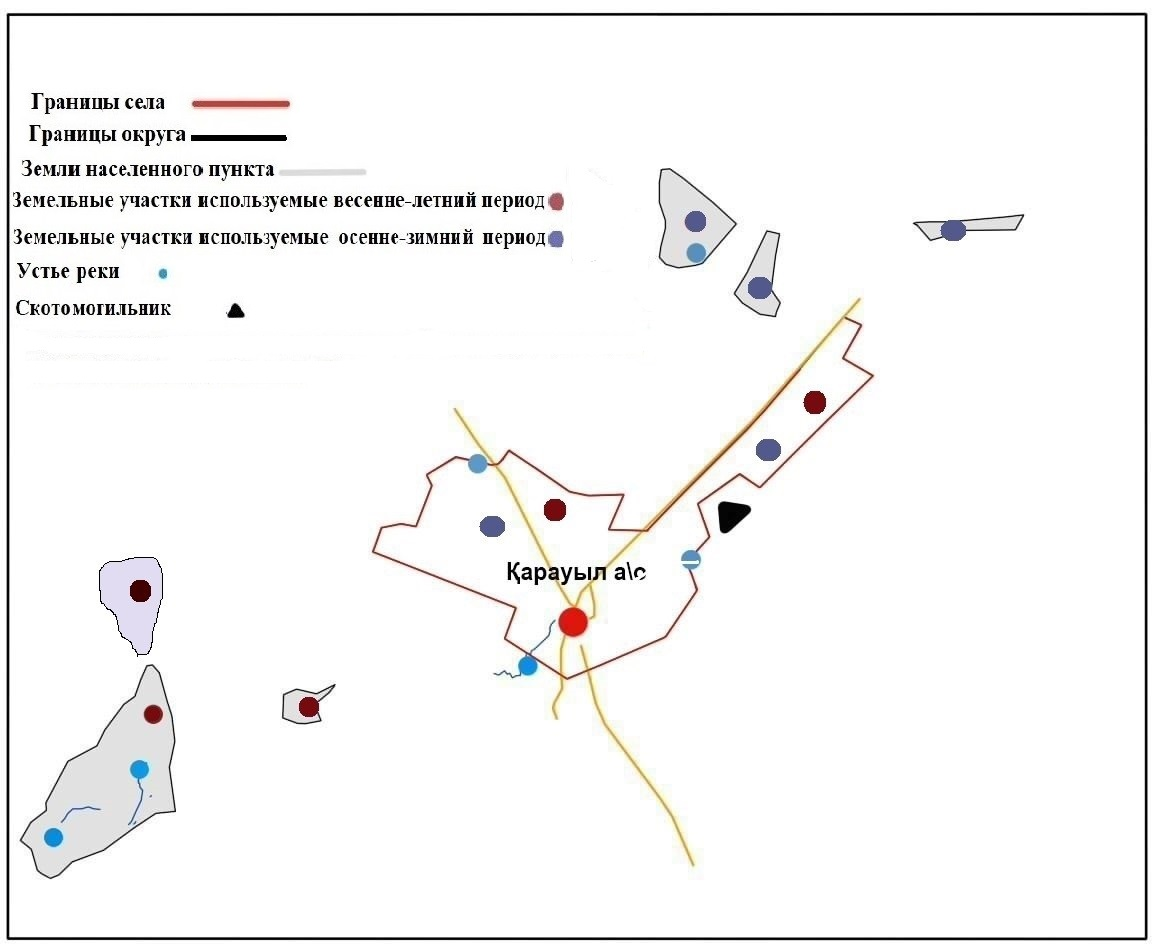 Границы села
Границы округа
Земли населенного пункта
Земельные участки используемые весенне-летний период
Земельные участки используемые осенне-зимний период
Устье реки
Скотомогильник
Қарауыл а\с